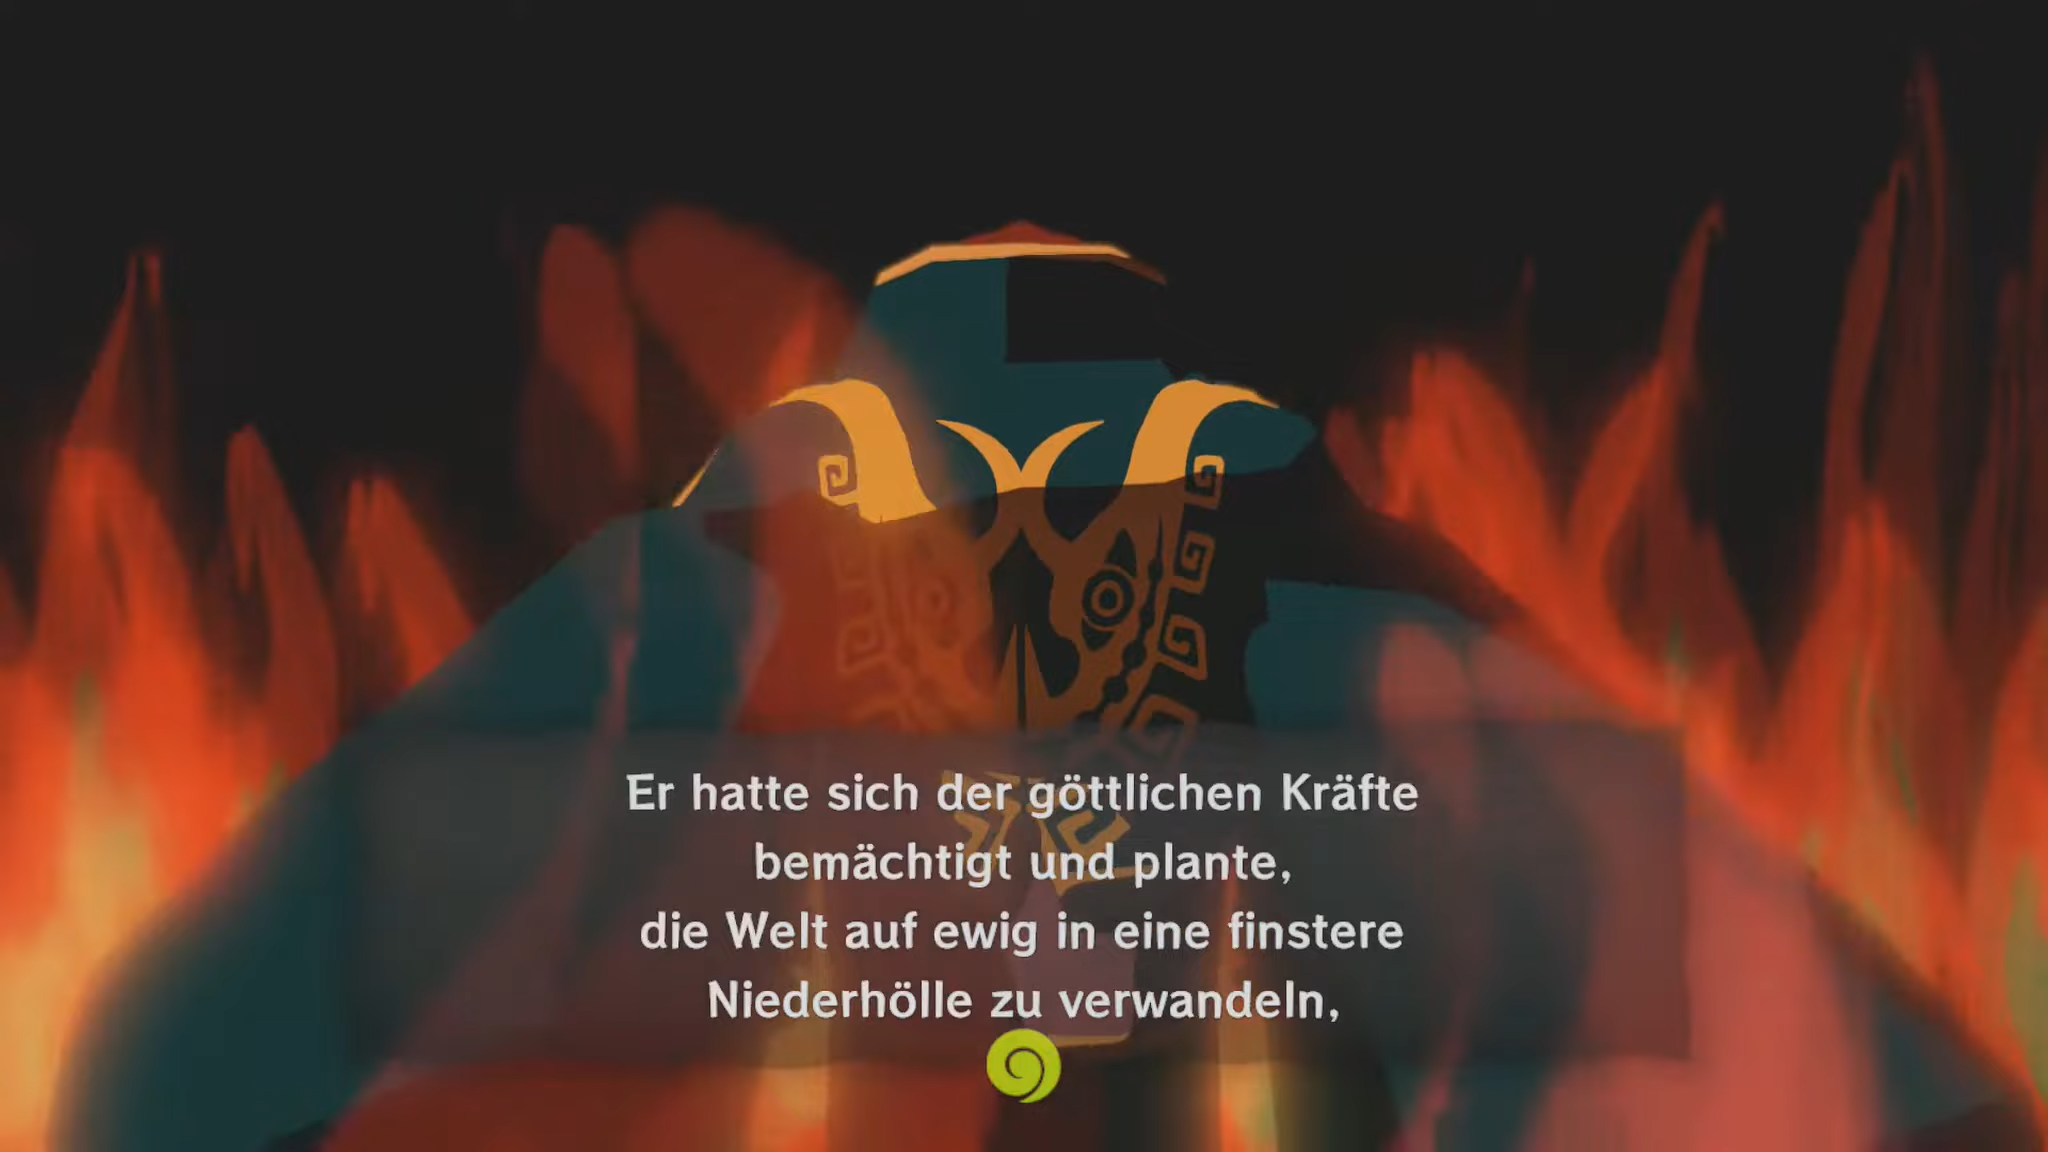 Er hatte sich der göttlichen Kräfte
bemächtigt und plante,
die Welt auf ewig in eine finstere
Niederhölle zu verwandeln,